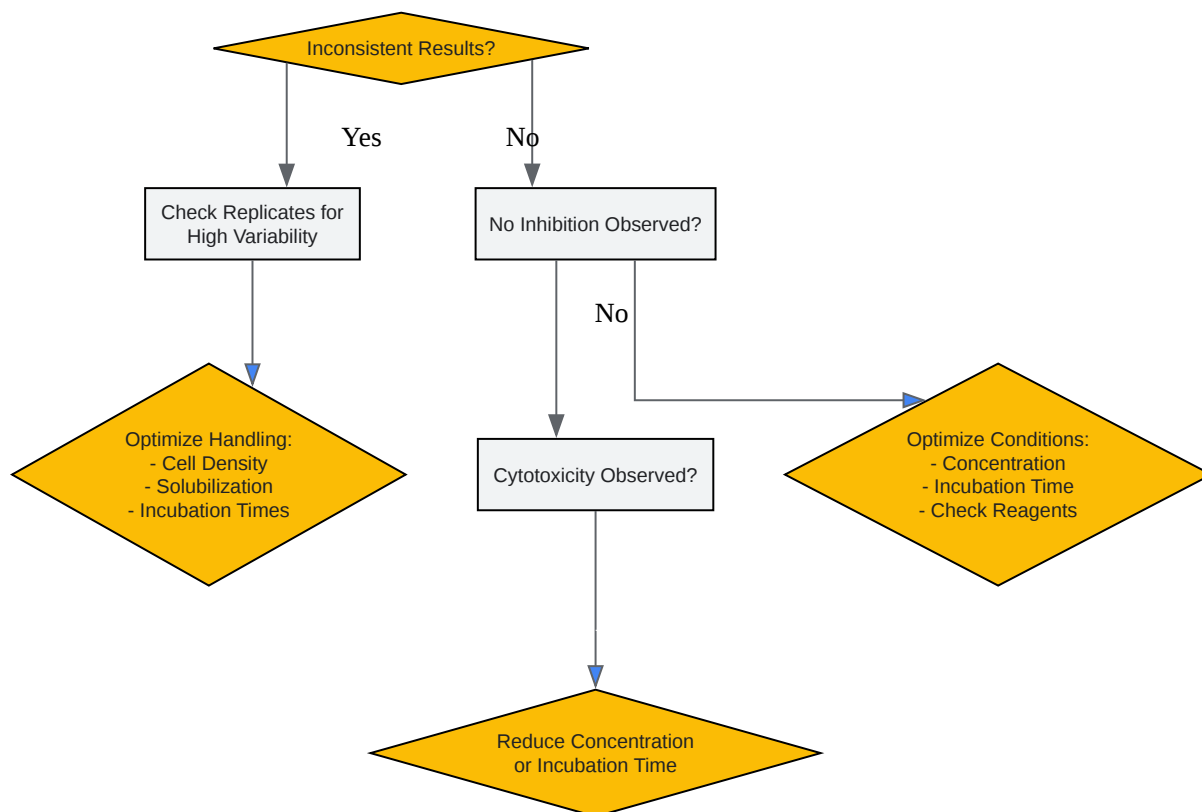 Inconsistent Results?
Yes
No
Check Replicates for
High Variability
No Inhibition Observed?
No
Optimize Handling:
- Cell Density
- Solubilization
- Incubation Times
Cytotoxicity Observed?
Optimize Conditions:
- Concentration
- Incubation Time
- Check Reagents
Reduce Concentration
or Incubation Time